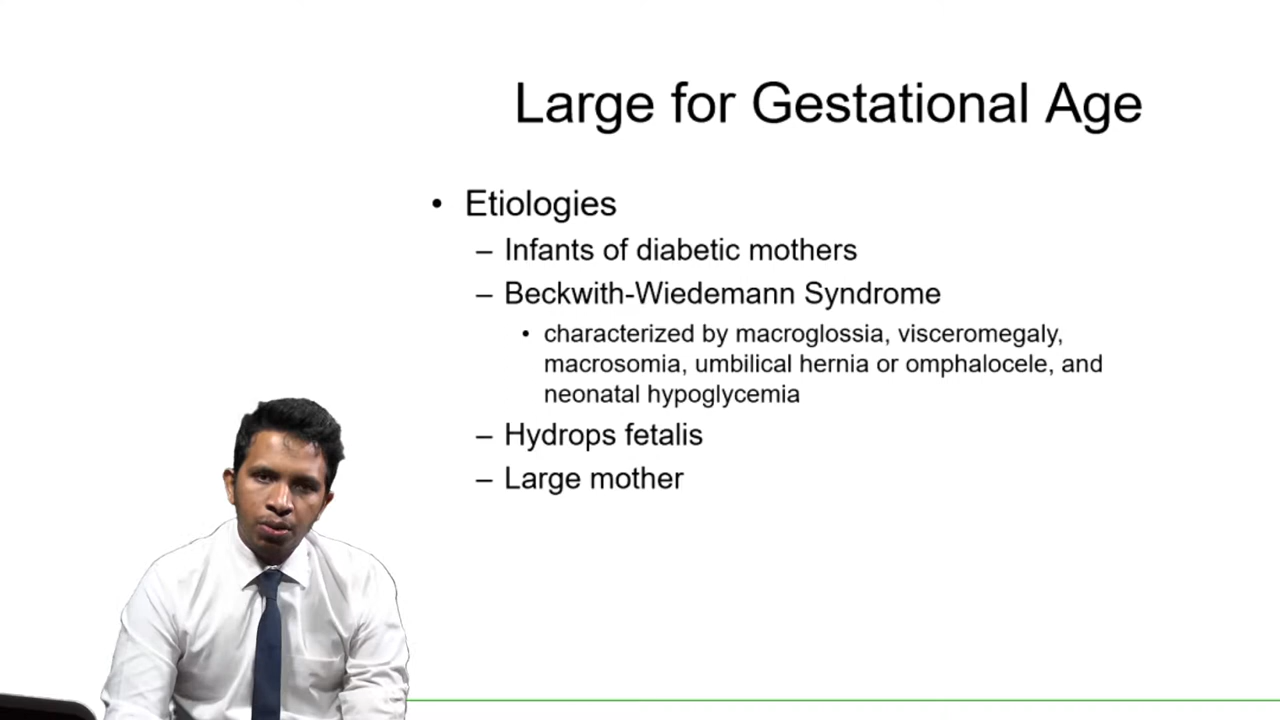 Large for Gestational Age
• Etiologies
– Infants of diabetic mothers
– Beckwith-Wiedemann Syndrome
• characterized by macroglossia, visceromegaly,
macrosomia, umbilical hernia or omphalocele, and
neonatal hypoglycemia
– Hydrops fetalis
– Large mother